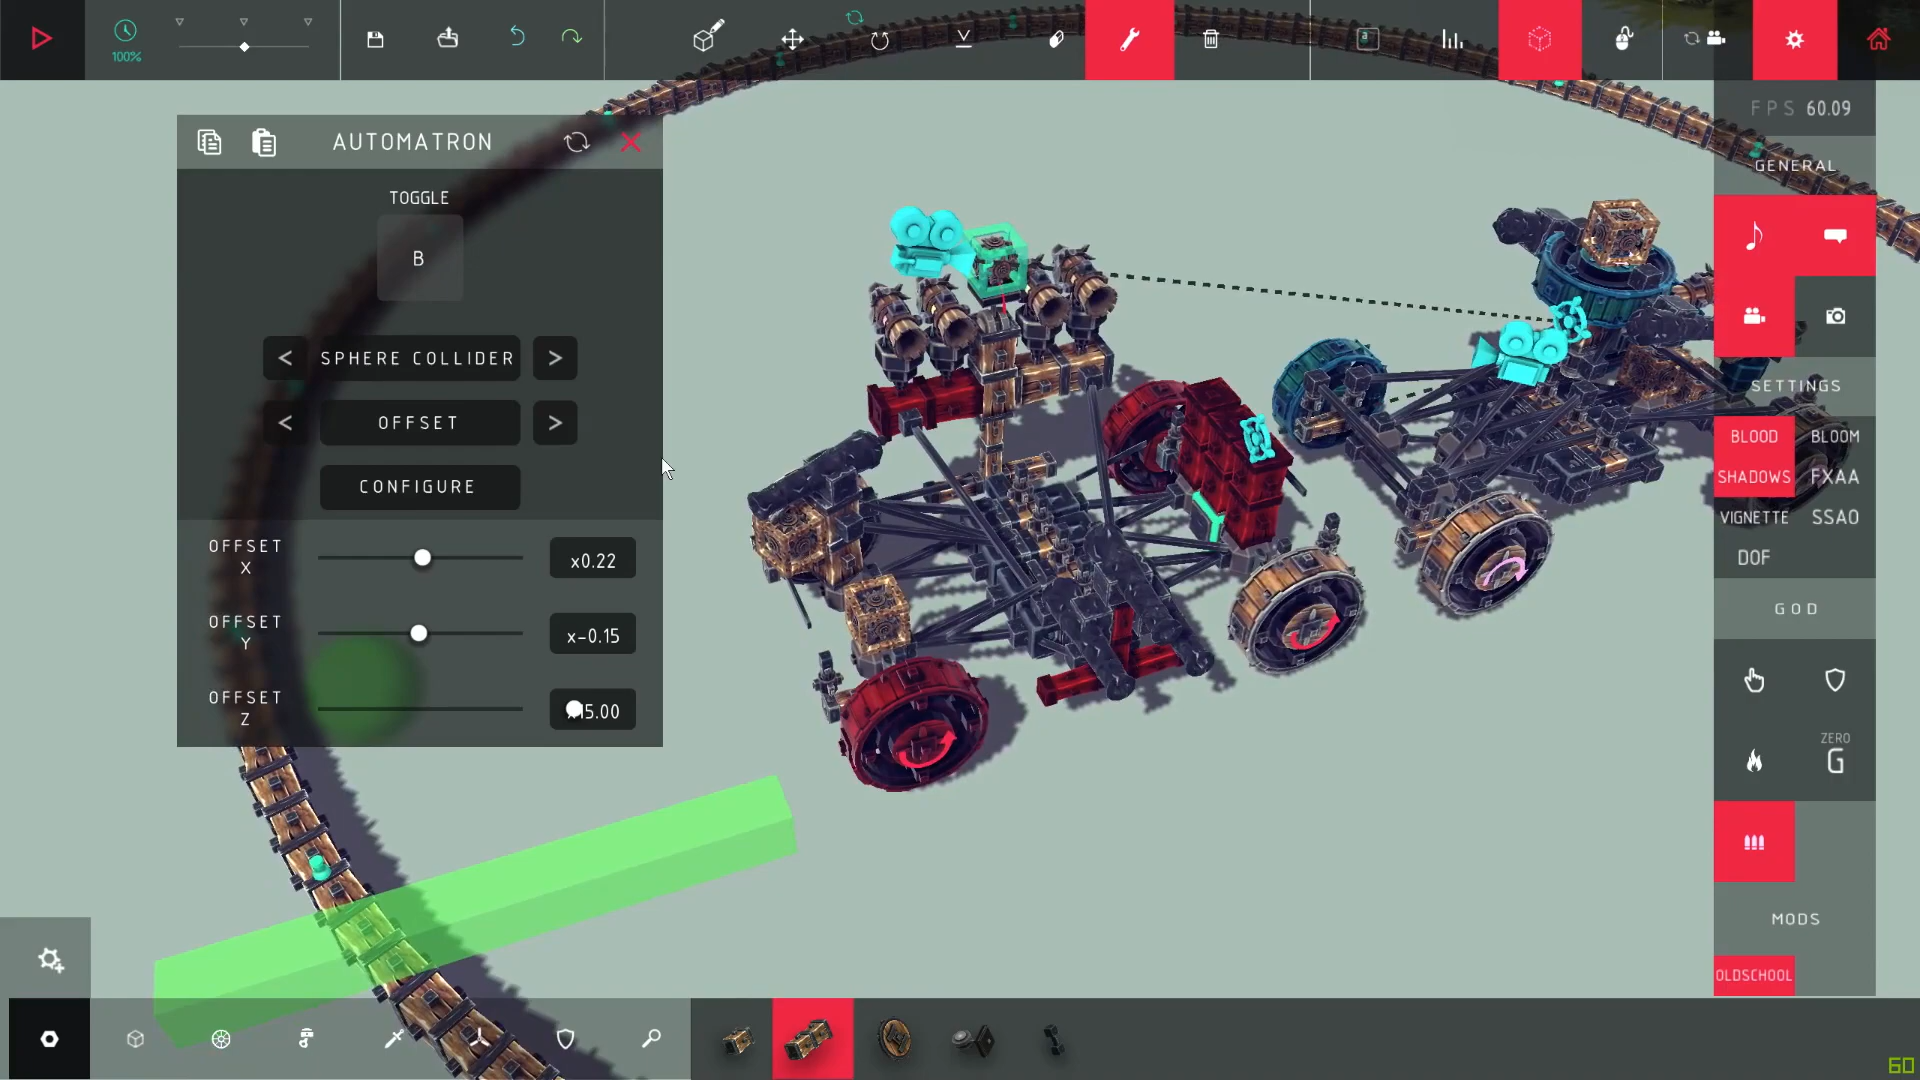 100%
a
FPS 60.09
AUTOMATRON
GENERAL
TOGGLE
B
< SPHERE COLLIDER >
SETTINGS
< OFFSET >
BLOOD BLOOM
CONFIGURE
SHADOWS FXAA
VIGNETTE SSAO
DOF
OFFSET X x0.22
GOD
OFFSET Y x-0.15
OFFSET Z 15.00
ZERO
G
MODS
OLDSCHOOL
60